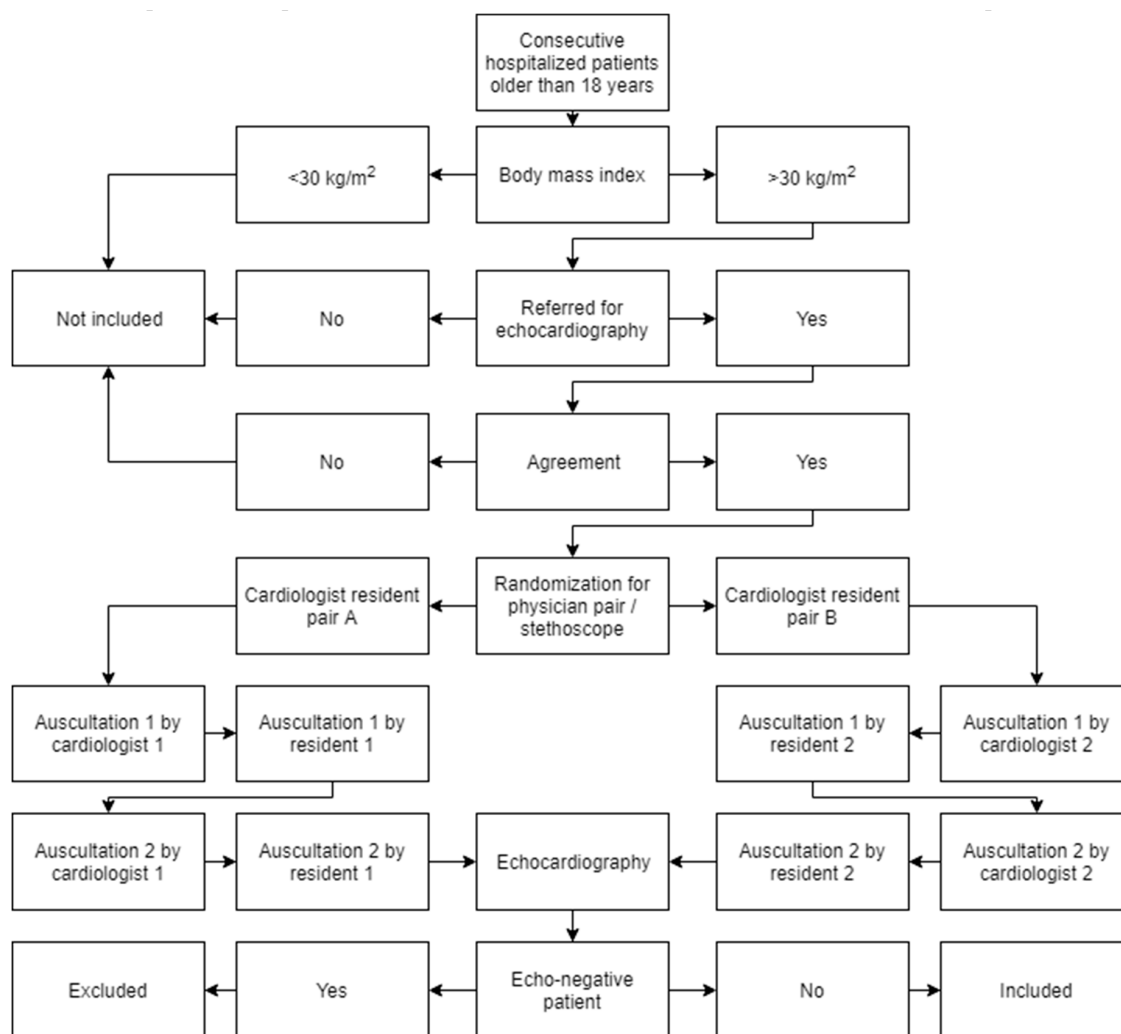 Consecutive
hospitalized patients
older than 18 years
<30 kg/m²
Body mass index
>30 kg/m²
Not included
No
Referred for
echocardiography
Yes
No
Agreement
Yes
Cardiologist resident
pair A
Randomization for
physician pair /
stethoscope
Cardiologist resident
pair B
Auscultation 1 by
cardiologist 1
Auscultation 1 by
resident 1
Auscultation 1 by
resident 2
Auscultation 1 by
cardiologist 2
Auscultation 2 by
cardiologist 1
Auscultation 2 by
resident 1
Echocardiography
Auscultation 2 by
resident 2
Auscultation 2 by
cardiologist 2
Excluded
Yes
Echo-negative
patient
No
Included